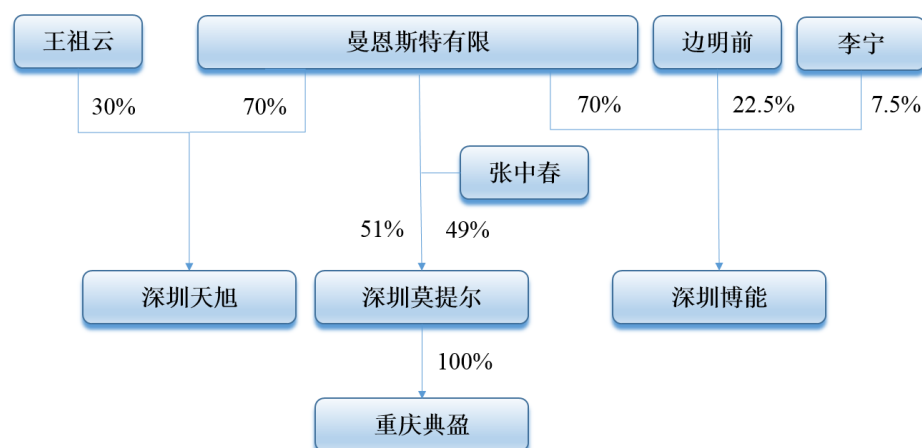 王祖云
曼恩斯特有限
边明前
李宁
30%
70%
70%
22.5%
7.5%
张中春
51%
49%
深圳天旭
深圳莫提尔
深圳博能
100%
重庆典盈